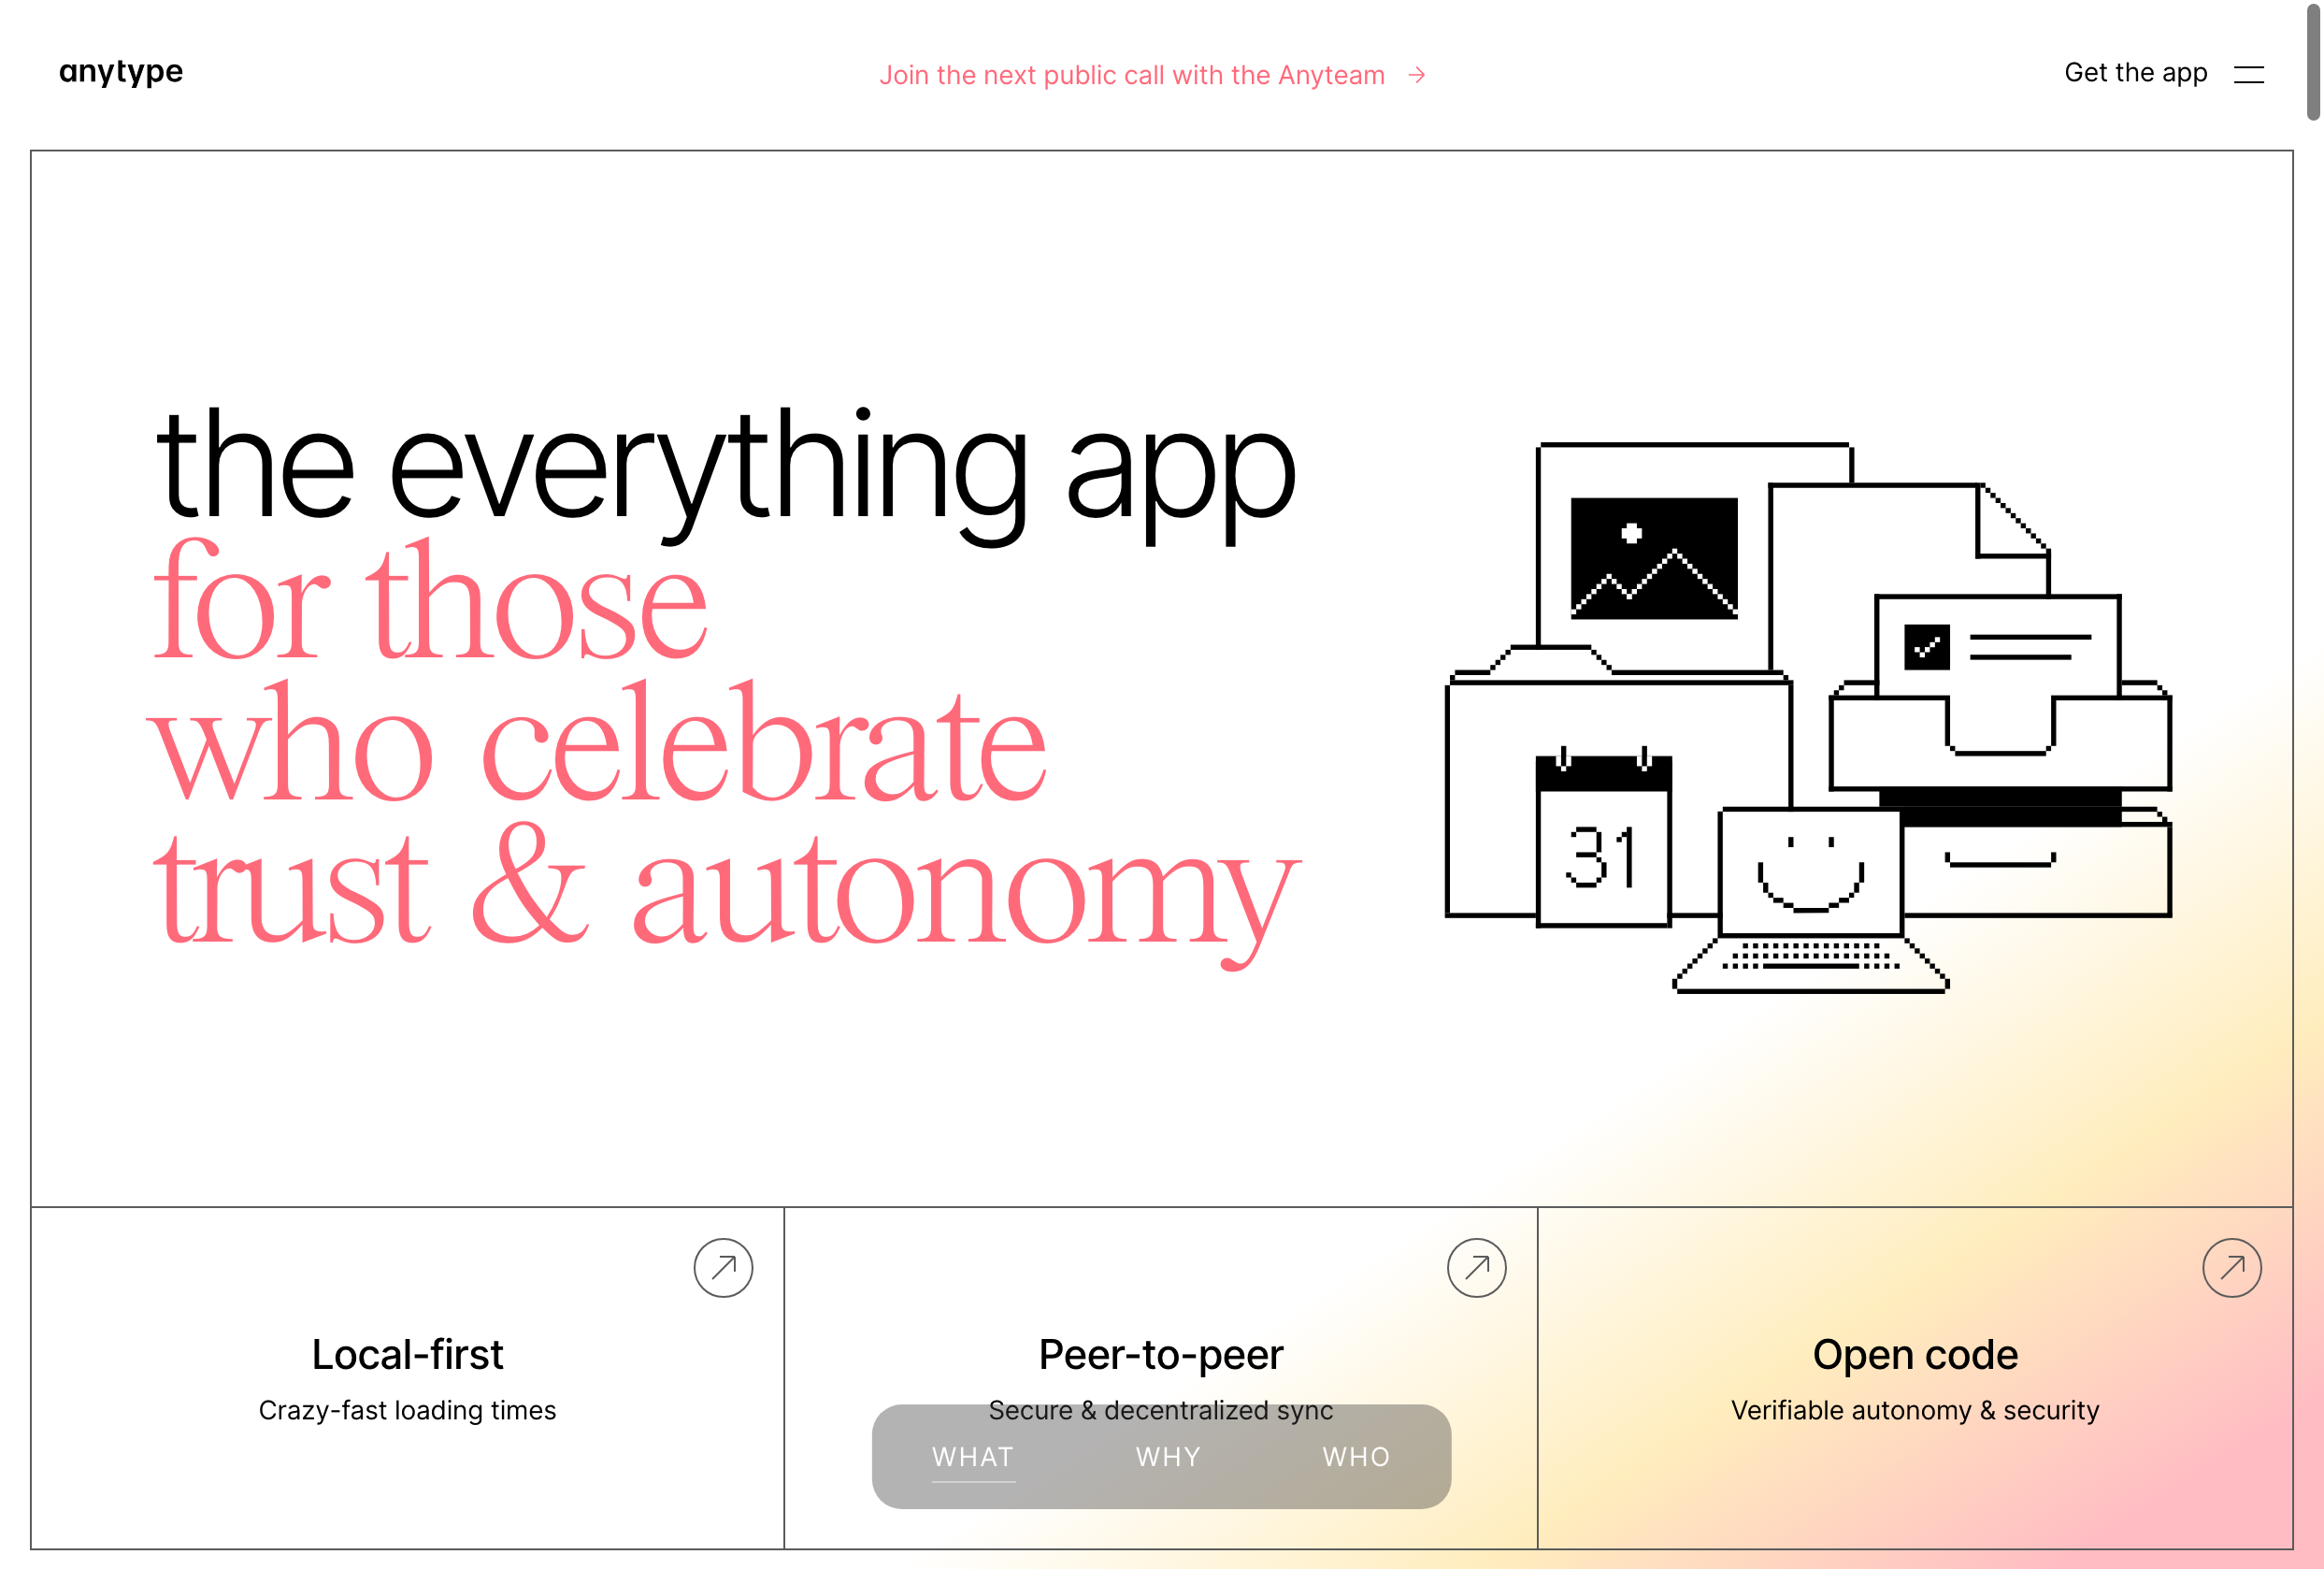 anytype
Join the next public call with the Anyteam →
Get the app
the everything app
for those
who celebrate
trust & autonomy
31
Local-first
Crazy-fast loading times
Peer-to-peer
Secure & decentralized sync
Open code
Verifiable autonomy & security
WHAT
WHY
WHO